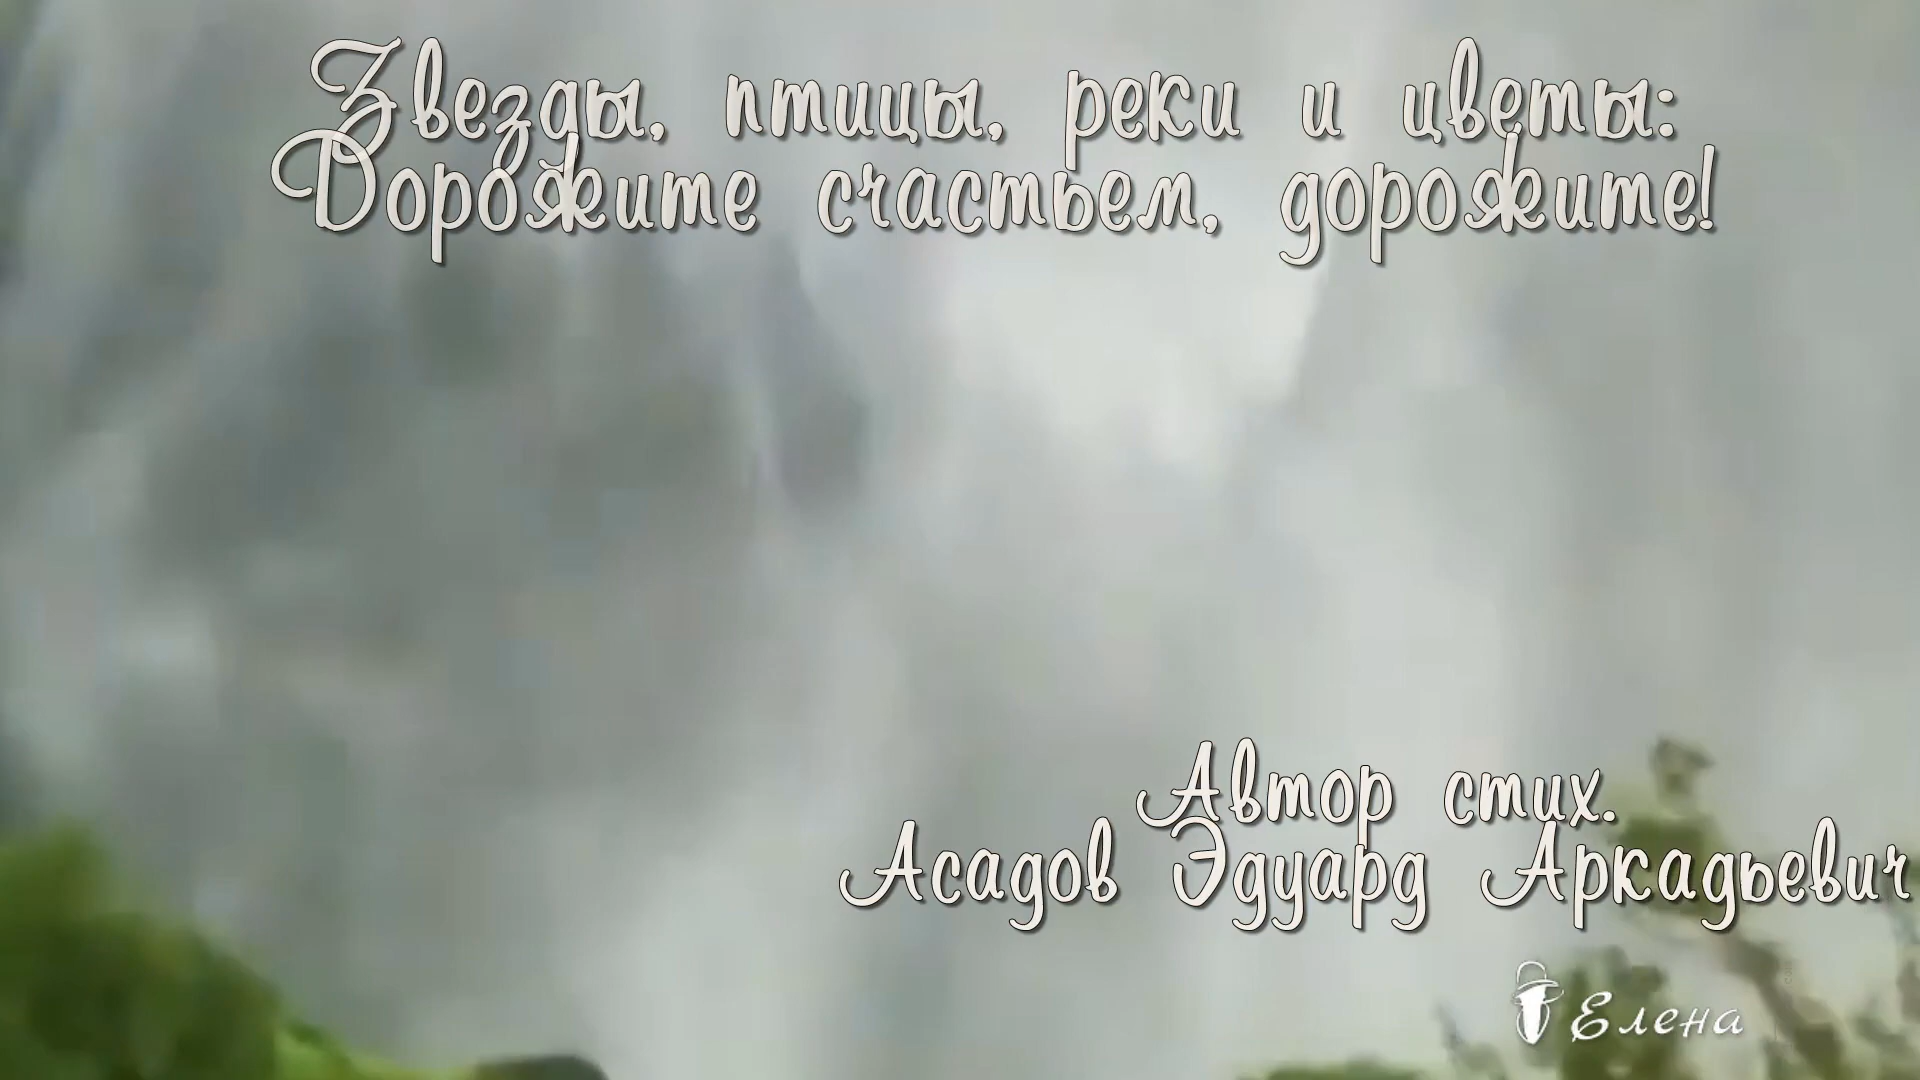 Звезды, птицы, реки и цветы:
Дорожите счастьем, дорожите!
Автор стих.
Асадов Эдуард Аркадьевич
Елена